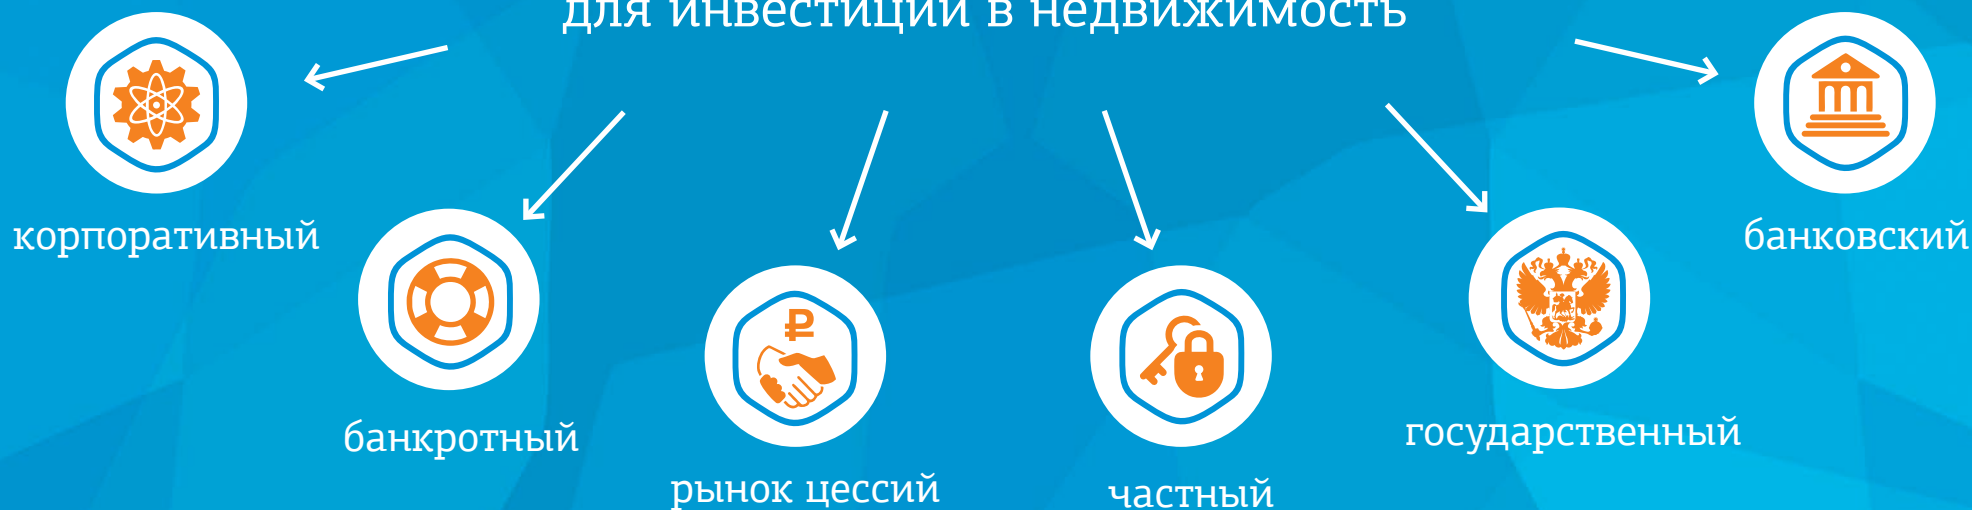 для инвестиций в недвижимость
корпоративный
банковский
банкротный
государственный
рынок цессий
частный